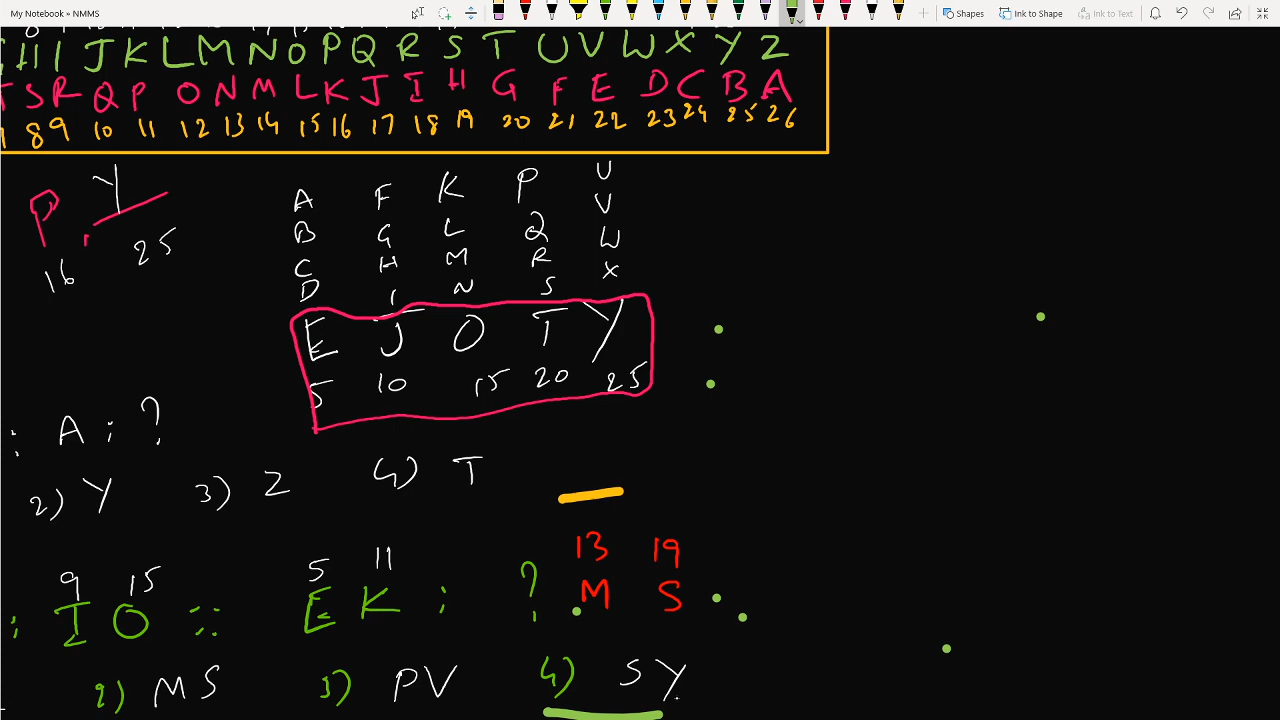 My Notebook » NMMS
Shapes Ink to Shape Ink to Text
H I J K L M N O P Q R S T U V W X Y Z
S R Q P O N M L K J I H G F E D C B A
8 9 10 11 12 13 14 15 16 17 18 19 20 21 22 23 24 25 26
P, Y
16 25
A F K P U
B G L Q V
C H M R W
D I N S X
E J O T Y
5 10 15 20 25
: A : ?
2) Y 3) Z 4) T
9 15 5 11 13 19
: I O :: E K : ? M S
2) M S 3) P V 4) S Y